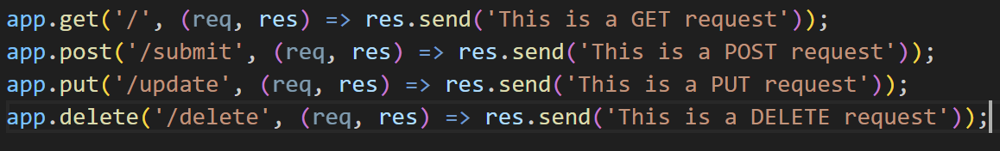 app.get('/', (req, res) => res.send('This is a GET request'));
app.post('/submit', (req, res) => res.send('This is a POST request'));
app.put('/update', (req, res) => res.send('This is a PUT request'));
app.delete('/delete', (req, res) => res.send('This is a DELETE request'));